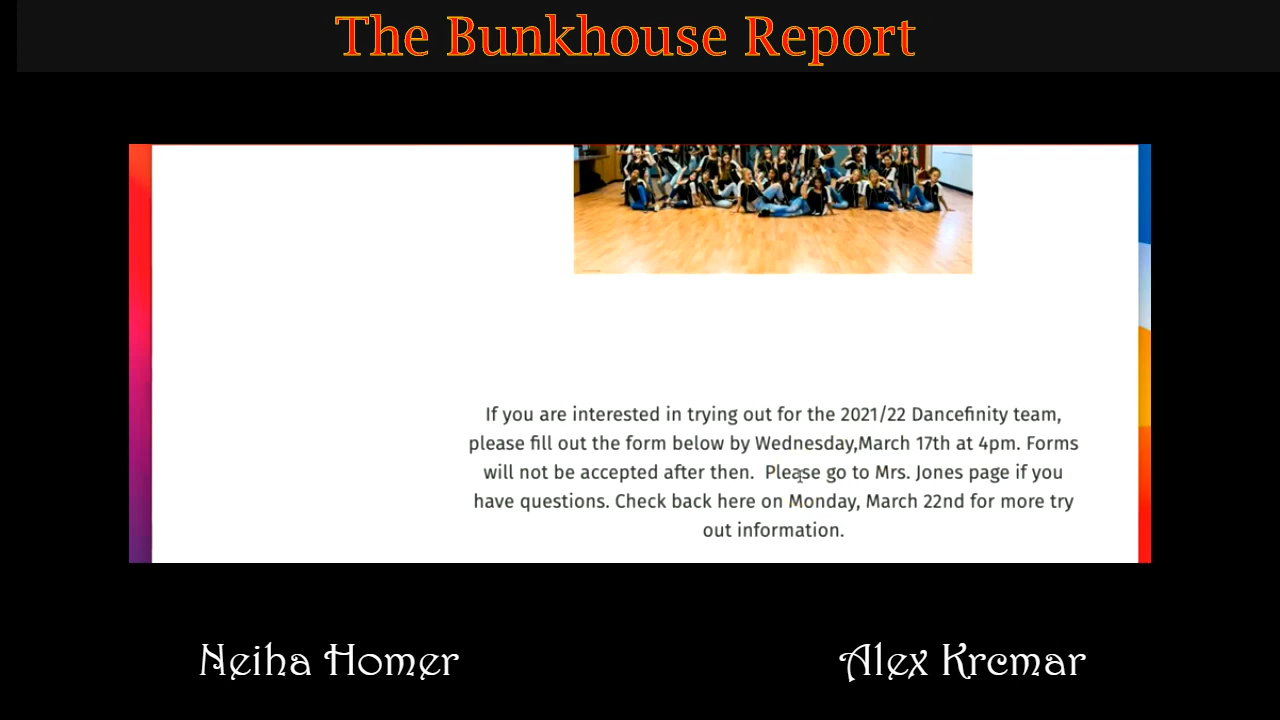 The Bunkhouse Report
If you are interested in trying out for the 2021/22 Dancefinity team,
please fill out the form below by Wednesday,March 17th at 4pm. Forms
will not be accepted after then.  Please go to Mrs. Jones page if you
have questions. Check back here on Monday, March 22nd for more try
out information.
Neiha Homer
Alex Krcmar